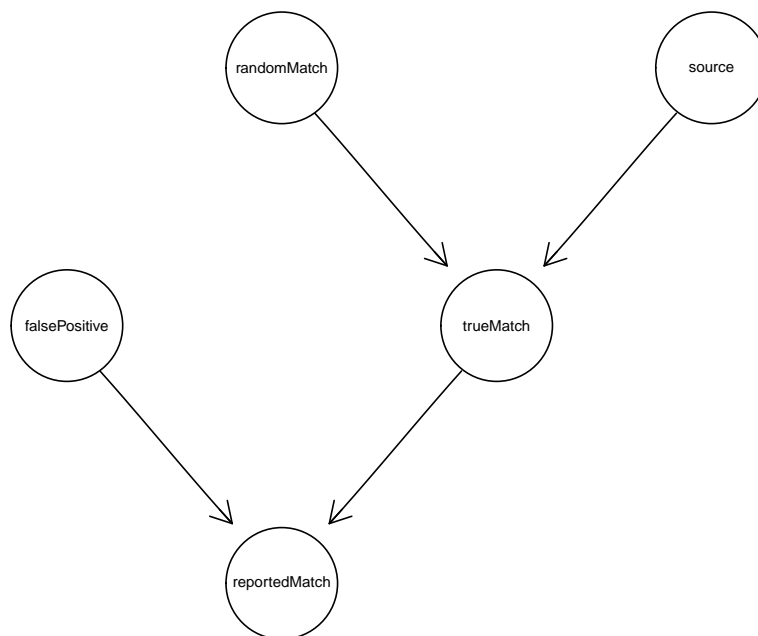 randomMatch
source
falsePositive
trueMatch
reportedMatch